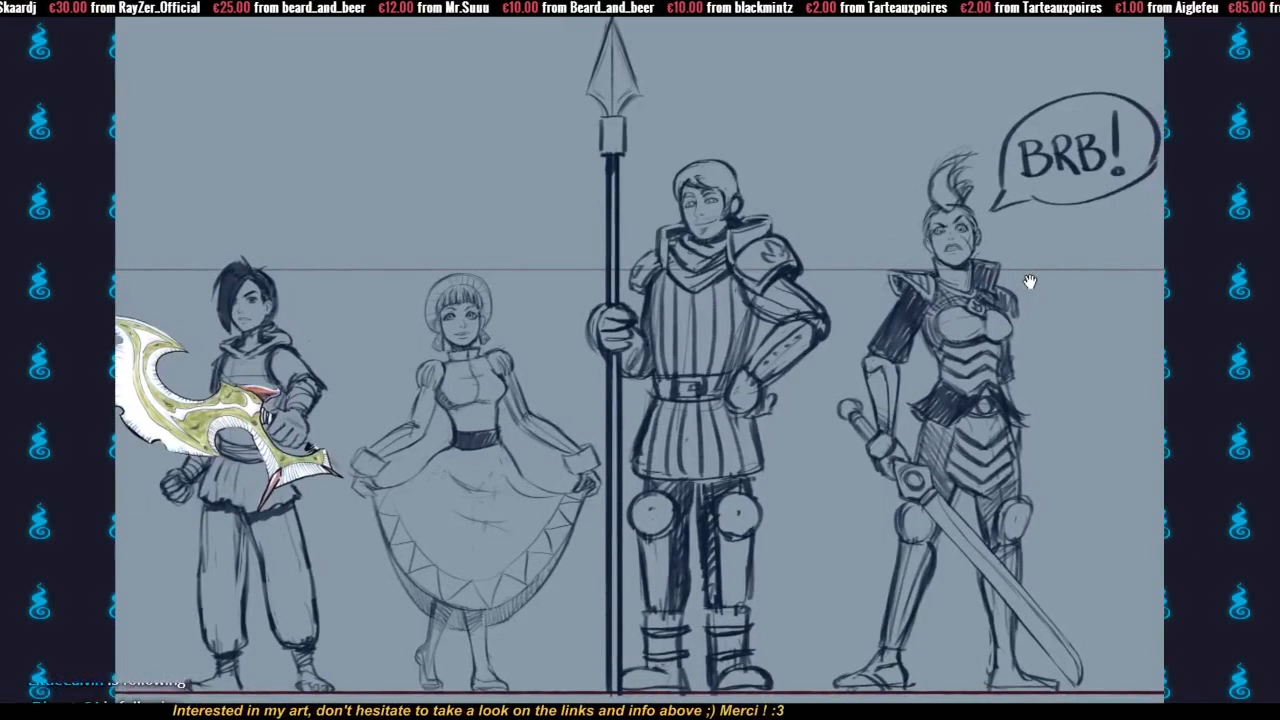 Skaardj €30.00 from RayZer_Official €25.00 from beard_and_beer €12.00 from Mr.Suuu €10.00 from Beard_and_beer €10.00 from blackmintz €2.00 from Tarteauxpoires €2.00 from Tarteauxpoires €1.00 from Aiglefeu €85.00
BRB!
is following
Interested in my art, don't hesitate to take a look on the links and info above ;) Merci ! :3